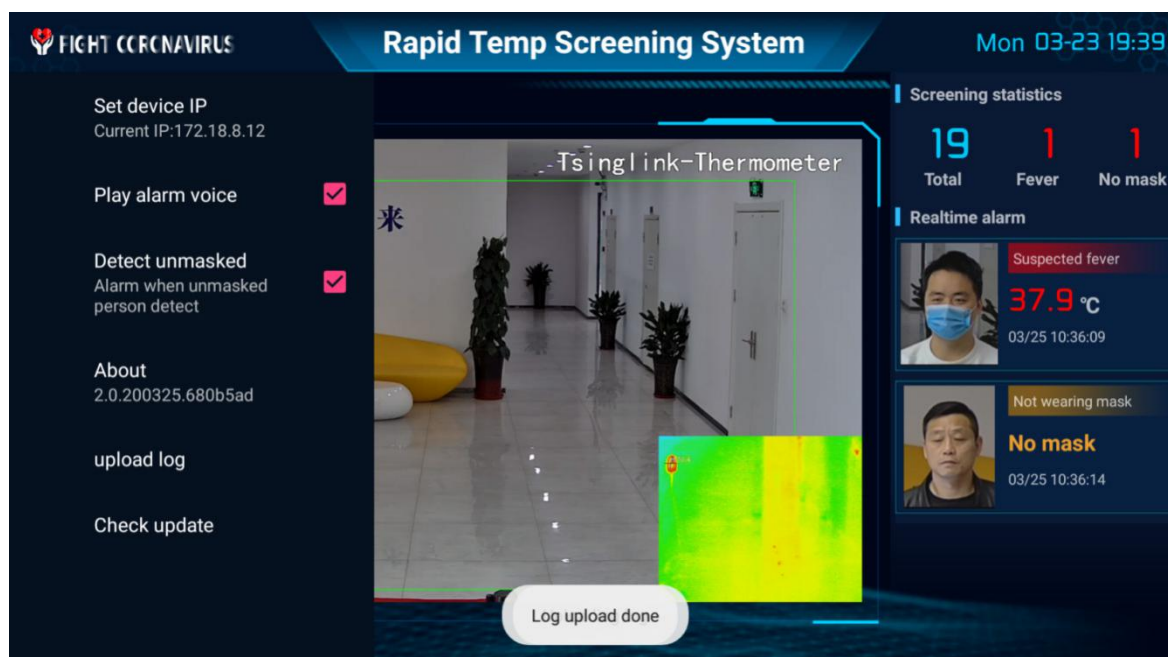 FIGHT CORONAVIRUS
Rapid Temp Screening System
Mon 03-23 19:39
Set device IP
Current IP:172.18.8.12
Play alarm voice
Detect unmasked
Alarm when unmasked
person detect
About
2.0.200325.680b5ad
upload log
Check update
Tsinglink-Thermometer
来
Log upload done
Screening statistics
19 1 1
Total Fever No mask
Realtime alarm
Suspected fever
37.9 °C
03/25 10:36:09
Not wearing mask
No mask
03/25 10:36:14